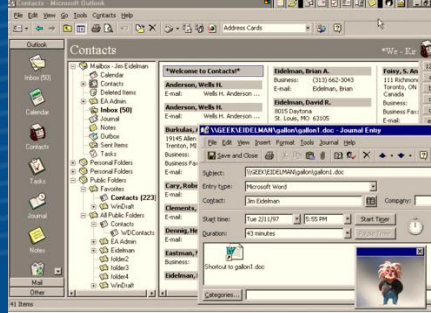 Contacts - Microsoft Outlook
File Edit View Go Tools Contacts Help
Address Cards
Outlook
Contacts
Inbox (50)
Calendar
Contacts
Tasks
Journal
Notes
Mail
Other
41 Items
Mailbox - Jim Eidelman
Calendar
Contacts
Deleted Items
EA Admin
Inbox (50)
Journal
Notes
Outbox
Sent Items
Tasks
Personal Folders
Personal Folders
Public Folders
Favorites
Contacts (223)
WinDraft
All Public Folders
Contacts
WDContacts
EA Admin
Eidelman
folder2
folder3
folder4
WinDraft
*Welcome to Contacts!*
Anderson, Wells H.
E-mail: Wells H. Anderson ...
Anderson, Wells H.
E-mail: Wells H. Anderson ...
19145 Allen
Trenton, MI
Business:
Business Fa
E-mail:
Cary, Rob
E-mail:
Clements,
E-mail:
Dennig, He
E-mail:
Eastman,
Business:
Eidelman,
Eidelman, Brian A.
Business: (313) 662-3043
E-mail: Eidelman, Brian
Eidelman, David R.
8015 Daytona
St. Louis, MO 63105
Foisy, S. An
111 Richmon
Toronto, ON
Canada
Business:
Business Fax:
E-mail:
\\GEEK\EIDELMAN\gallon\gallon1.doc - Journal Entry
File Edit View Insert Format Tools Journal Help
Save and Close
Subject: \\GEEK\EIDELMAN\gallon\gallon1.doc
Entry type: Microsoft Word
Contact: Jim Eidelman
Company:
Start time: Tue 2/11/97 5:55 PM Start Timer
Duration: 43 minutes Pause Timer
Shortcut to gallon1.doc
Categories...